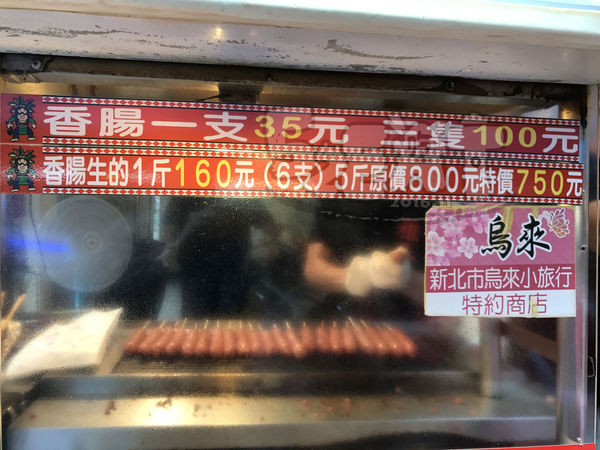 香腸一支35元 三隻100元
香腸生的1斤160元(6支)5斤原價800元特價750元
烏來
新北市烏來小旅行
特約商店